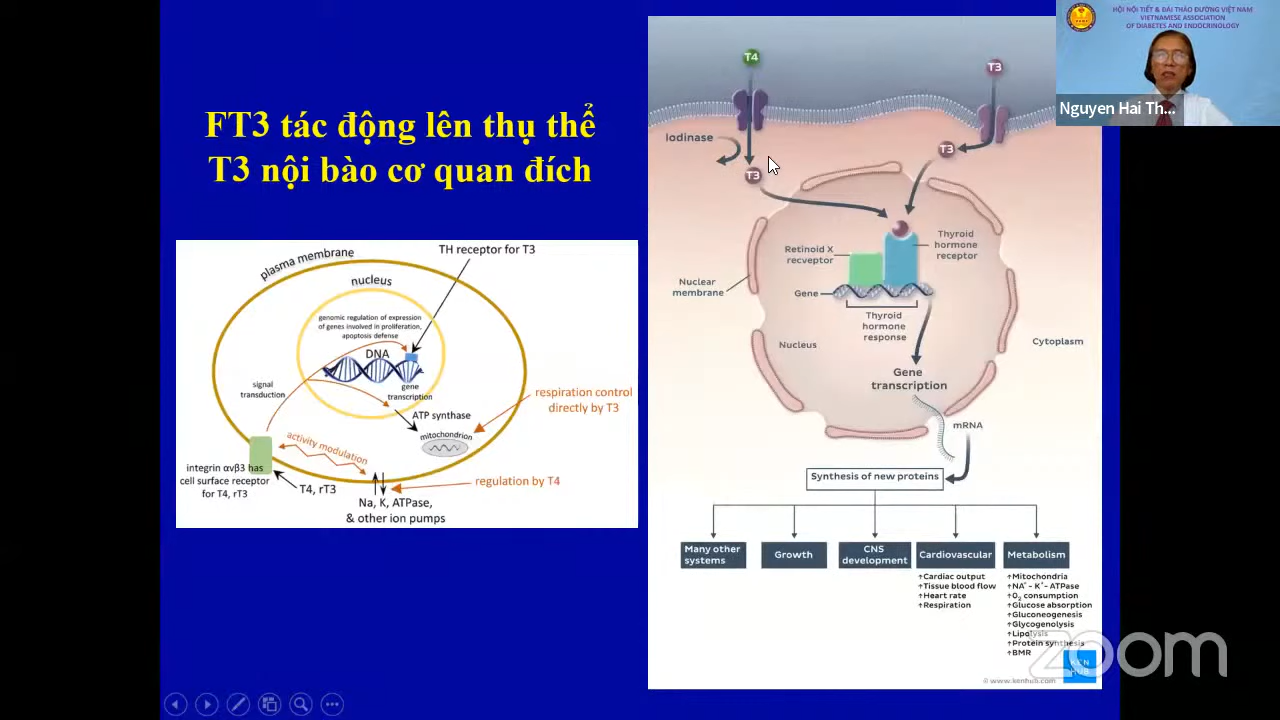 HỘI NỘI TIẾT & ĐÁI THÁO ĐƯỜNG VIỆT NAM
VIETNAMESE ASSOCIATION
OF DIABETES AND ENDOCRINOLOGY
Nguyen Hai Th...
FT3 tác động lên thụ thể
T3 nội bào cơ quan đích
TH receptor for T3
plasma membrane
nucleus
genomic regulation of expression
of genes involved in proliferation,
apoptosis defense
DNA
gene
transcription
signal
transduction
ATP synthase
mitochondrion
respiration control
directly by T3
activity modulation
integrin αvβ3 has
cell surface receptor
for T4, rT3
T4, rT3
regulation by T4
Na, K, ATPase,
& other ion pumps
T4
T3
Iodinase
T3
T3
Retinoid X
recveptor
Thyroid
hormone
receptor
Nuclear
membrane
Gene
Thyroid
hormone
response
Nucleus
Cytoplasm
Gene
transcription
mRNA
Synthesis of new proteins
Many other
systems
Growth
CNS
development
Cardiovascular
Metabolism
↑Cardiac output
↑Tissue blood flow
↑Heart rate
↑Respiration
↑Mitochondria
↑NA⁺ - K⁺- ATPase
↑O₂ consumption
↑Glucose absorption
↑Gluconeogenesis
↑Glycogenolysis
↑Lipolysis
↑Protein synthesis
↑BMR
zoom
KEN
HUB
© www.kenhub.com